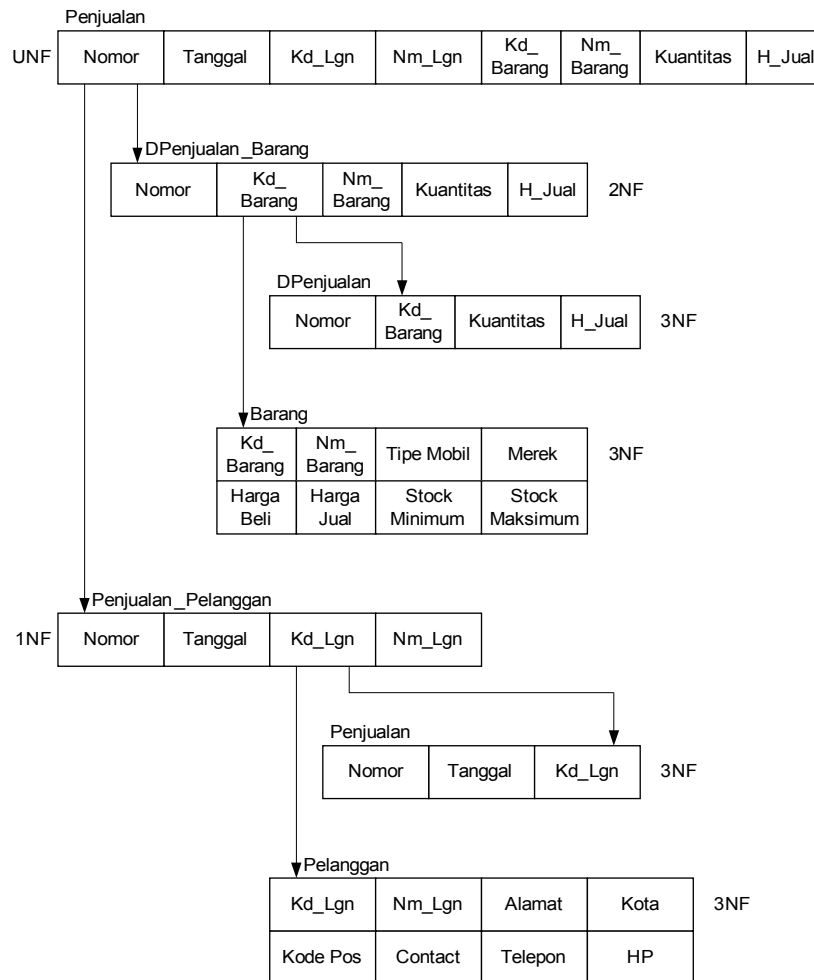 Penjualan
UNF Nomor Tanggal Kd_Lgn Nm_Lgn Kd_ Barang Nm_ Barang Kuantitas H_Jual
DPenjualan_Barang
Nomor Kd_ Barang Nm_ Barang Kuantitas H_Jual 2NF
DPenjualan
Nomor Kd_ Barang Kuantitas H_Jual 3NF
Barang
Kd_ Barang Nm_ Barang Tipe Mobil Merek 3NF
Harga Beli Harga Jual Stock Minimum Stock Maksimum
Penjualan_Pelanggan
1NF Nomor Tanggal Kd_Lgn Nm_Lgn
Penjualan
Nomor Tanggal Kd_Lgn 3NF
Pelanggan
Kd_Lgn Nm_Lgn Alamat Kota 3NF
Kode Pos Contact Telepon HP